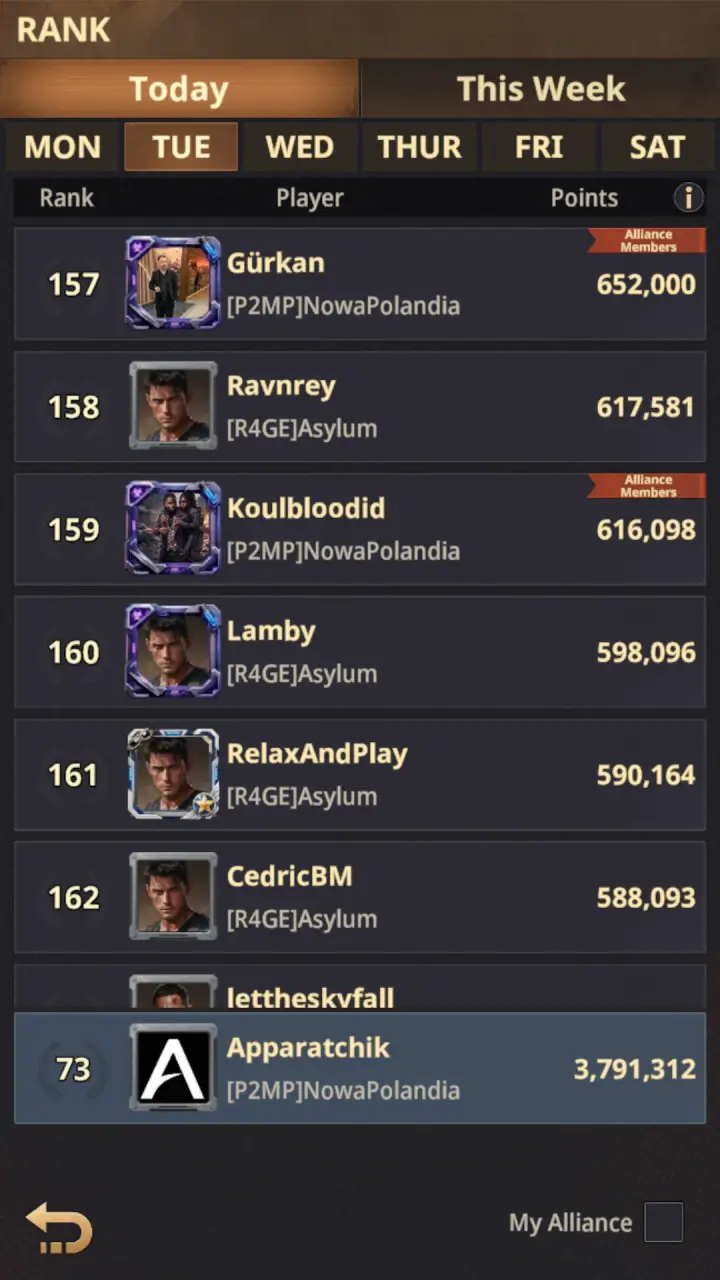 RANK
Today
This Week
MON
TUE
WED
THUR
FRI
SAT
Rank
Player
Points
i
Alliance
Members
157
Gürkan
[P2MP]NowaPolandia
652,000
158
Ravnrey
[R4GE]Asylum
617,581
Alliance
Members
159
Koulbloodid
[P2MP]NowaPolandia
616,098
160
Lamby
[R4GE]Asylum
598,096
161
RelaxAndPlay
[R4GE]Asylum
590,164
162
CedricBM
[R4GE]Asylum
588,093
lettheskyfall
73
Apparatchik
[P2MP]NowaPolandia
3,791,312
My Alliance